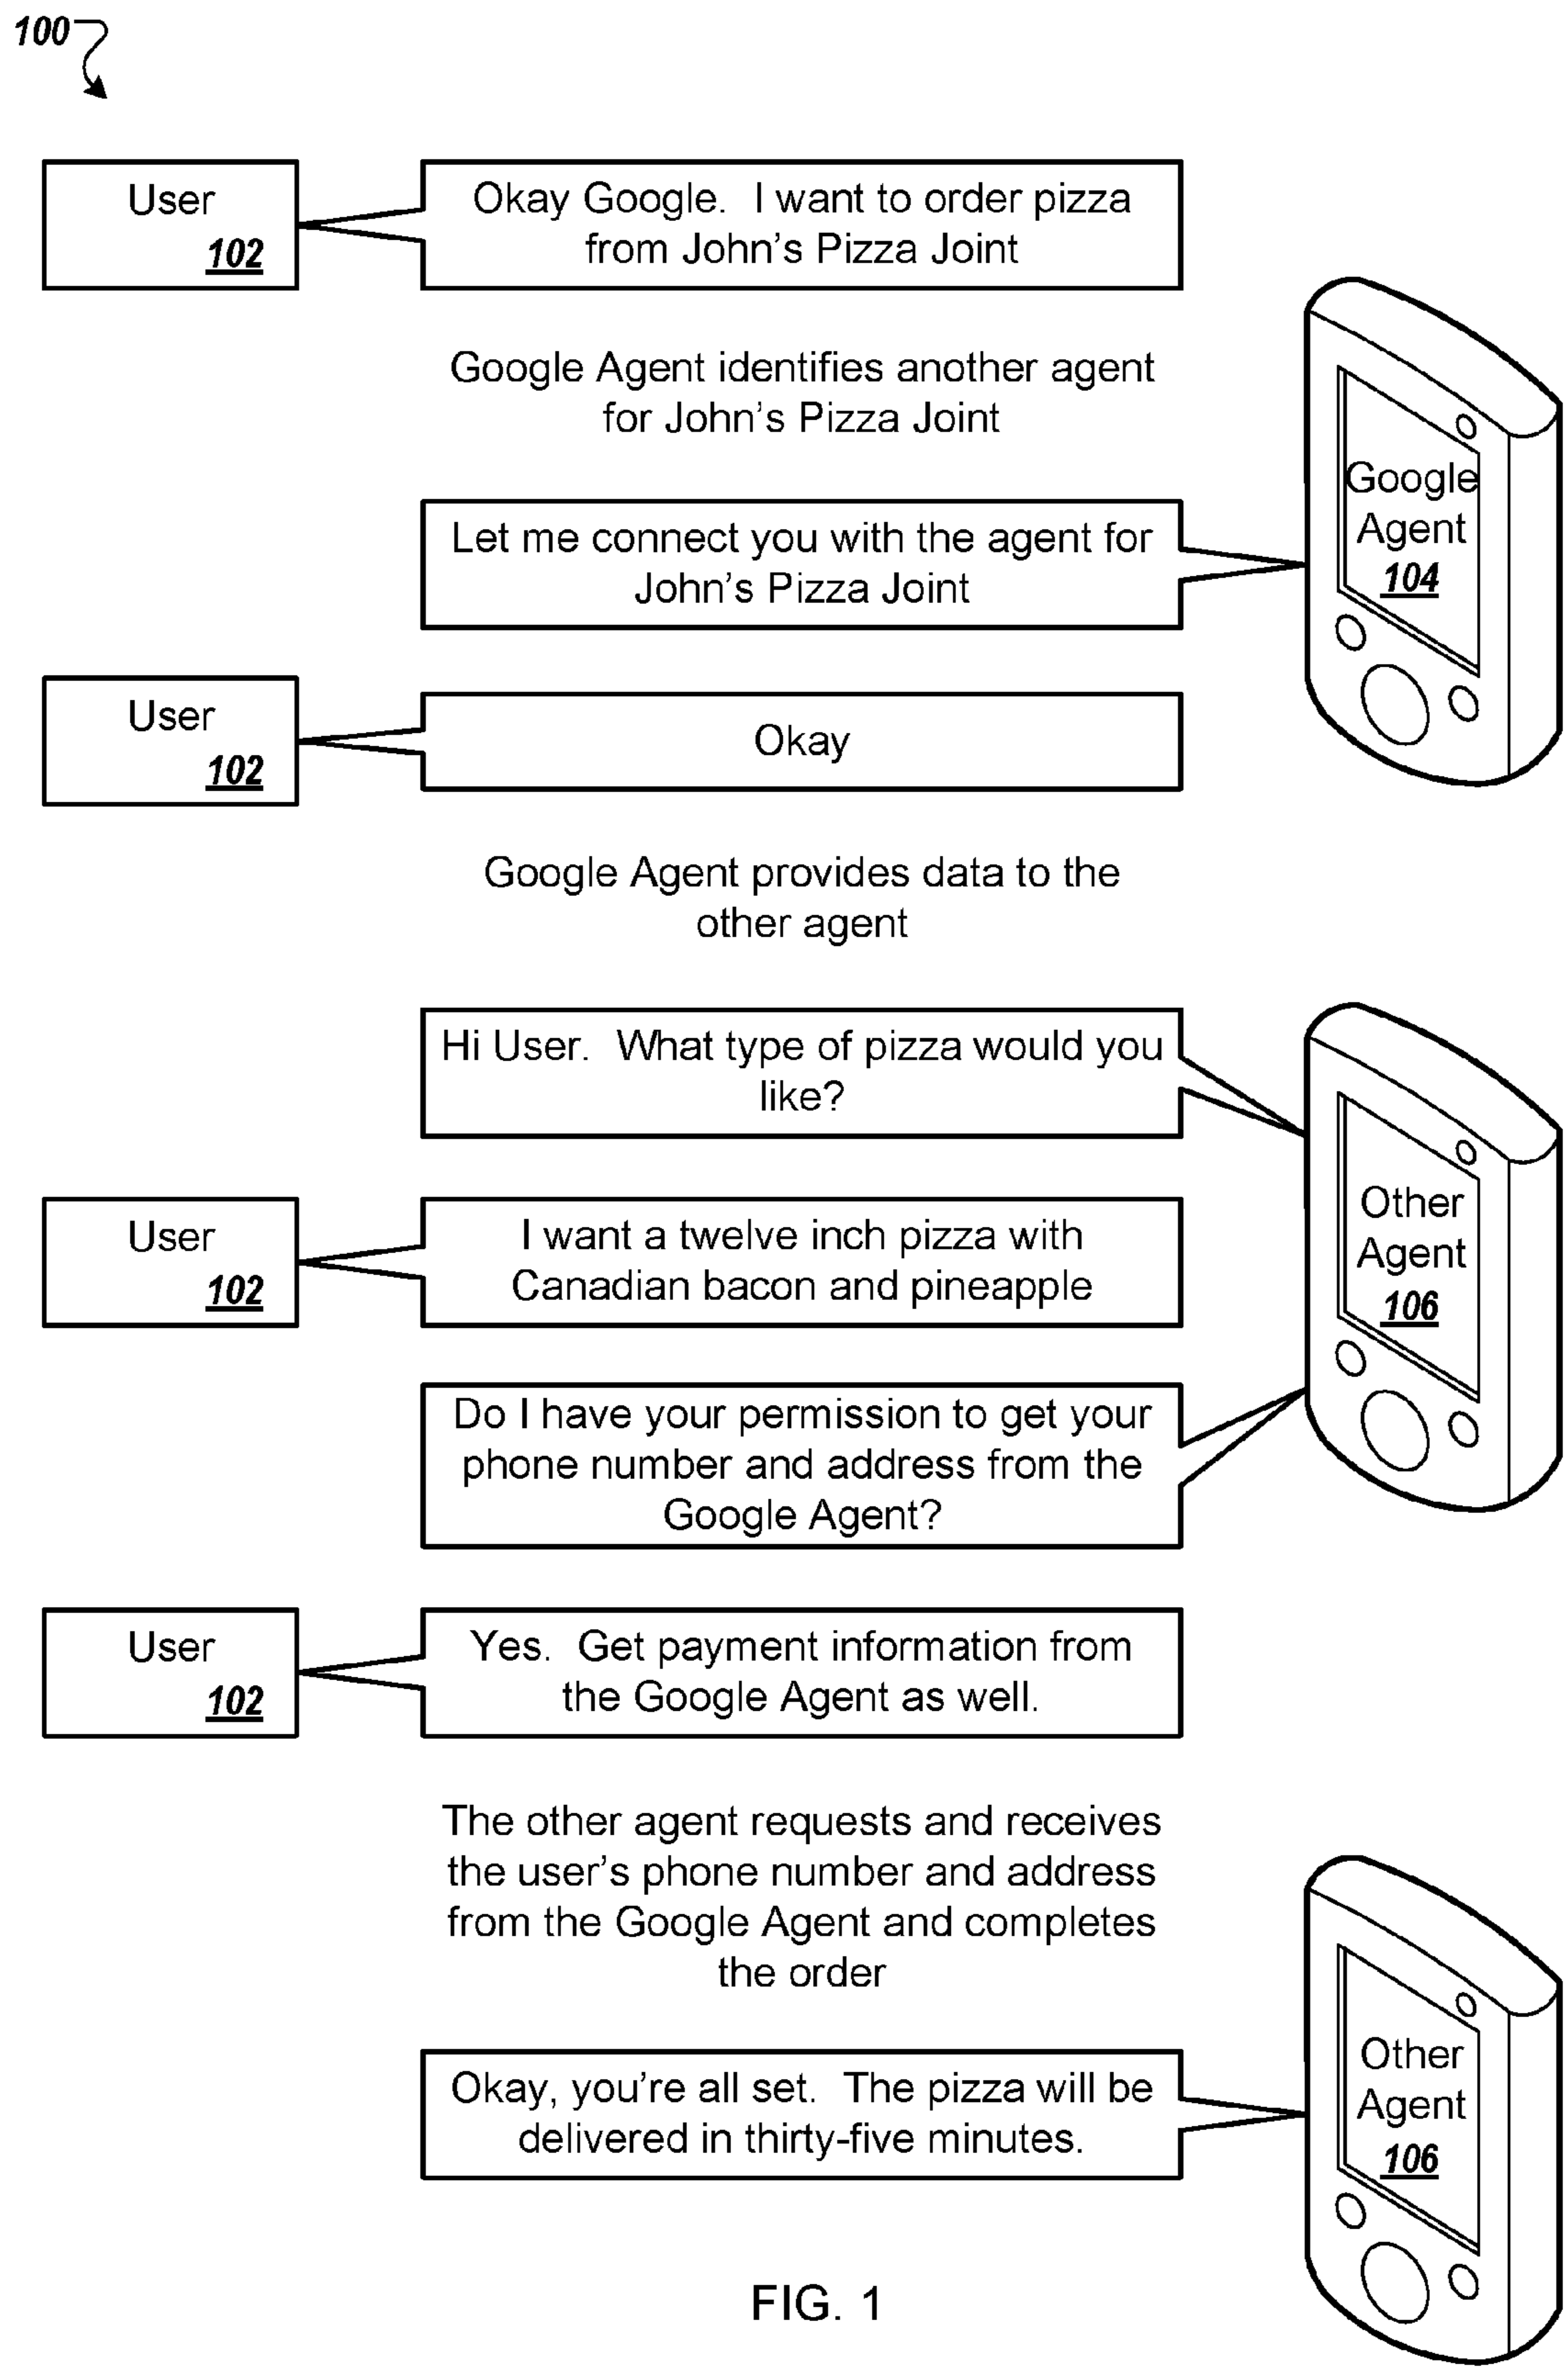 100
User
102
Okay Google. I want to order pizza
from John's Pizza Joint
Google Agent identifies another agent
for John's Pizza Joint
Google
Agent
104
Let me connect you with the agent for
John's Pizza Joint
User
102
Okay
Google Agent provides data to the
other agent
Hi User. What type of pizza would you
like?
Other
Agent
106
User
102
I want a twelve inch pizza with
Canadian bacon and pineapple
Do I have your permission to get your
phone number and address from the
Google Agent?
User
102
Yes. Get payment information from
the Google Agent as well.
The other agent requests and receives
the user's phone number and address
from the Google Agent and completes
the order
Okay, you're all set. The pizza will be
delivered in thirty-five minutes.
Other
Agent
106
FIG. 1